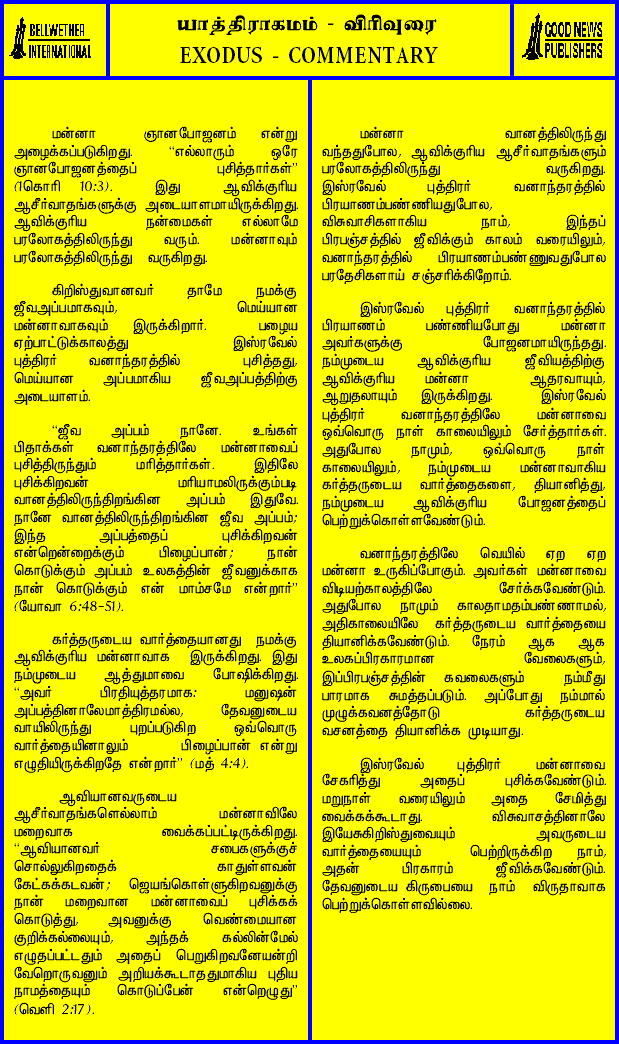 BELLWETHER
INTERNATIONAL
யாத்திராகமம் - விரிவுரை
EXODUS - COMMENTARY
GOOD NEWS
PUBLISHERS
மன்னா ஞானபோஜனம் என்று
அழைக்கப்படுகிறது. “எல்லாரும் ஒரே
ஞானபோஜனத்தைப் புசித்தார்கள்”
(1கொரி 10:3). இது ஆவிக்குரிய
ஆசீர்வாதங்களுக்கு அடையாளமாயிருக்கிறது.
ஆவிக்குரிய நன்மைகள் எல்லாமே
பரலோகத்திலிருந்து வரும். மன்னாவும்
பரலோகத்திலிருந்து வருகிறது.
கிறிஸ்துவானவர் தாமே நமக்கு
ஜீவஅப்பமாகவும், மெய்யான
மன்னாவாகவும் இருக்கிறார். பழைய
ஏற்பாட்டுக்காலத்து இஸ்ரவேல்
புத்திரர் வனாந்தரத்தில் புசித்தது,
மெய்யான அப்பமாகிய ஜீவஅப்பத்திற்கு
அடையாளம்.
“ஜீவ அப்பம் நானே. உங்கள்
பிதாக்கள் வனாந்தரத்திலே மன்னாவைப்
புசித்திருந்தும் மரித்தார்கள். இதிலே
புசிக்கிறவன் மரியாமலிருக்கும்படி
வானத்திலிருந்திறங்கின அப்பம் இதுவே.
நானே வானத்திலிருந்திறங்கின ஜீவ அப்பம்;
இந்த அப்பத்தைப் புசிக்கிறவன்
என்றென்றைக்கும் பிழைப்பான்; நான்
கொடுக்கும் அப்பம் உலகத்தின் ஜீவனுக்காக
நான் கொடுக்கும் என் மாம்சமே என்றார்”
(யோவா 6:48-51).
கர்த்தருடைய வார்த்தையானது நமக்கு
ஆவிக்குரிய மன்னாவாக இருக்கிறது. இது
நம்முடைய ஆத்துமாவை போஷிக்கிறது.
“அவர் பிரதியுத்தரமாக: மனுஷன்
அப்பத்தினாலேமாத்திரமல்ல, தேவனுடைய
வாயிலிருந்து புறப்படுகிற ஒவ்வொரு
வார்த்தையினாலும் பிழைப்பான் என்று
எழுதியிருக்கிறதே என்றார்” (மத் 4:4).
ஆவியானவருடைய
ஆசீர்வாதங்களெல்லாம் மன்னாவிலே
மறைவாக வைக்கப்பட்டிருக்கிறது.
“ஆவியானவர் சபைகளுக்குச்
சொல்லுகிறதைக் காதுள்ளவன்
கேட்கக்கடவன்; ஜெயங்கொள்ளுகிறவனுக்கு
நான் மறைவான மன்னாவைப் புசிக்கக்
கொடுத்து, அவனுக்கு வெண்மையான
குறிக்கல்லையும், அந்தக் கல்லின்மேல்
எழுதப்பட்டதும் அதைப் பெறுகிறவனேயன்றி
வேறொருவனும் அறியக்கூடாததுமாகிய புதிய
நாமத்தையும் கொடுப்பேன் என்றெழுது”
(வெளி 2:17).
மன்னா வானத்திலிருந்து
வந்ததுபோல, ஆவிக்குரிய ஆசீர்வாதங்களும்
பரலோகத்திலிருந்து வருகிறது.
இஸ்ரவேல் புத்திரர் வனாந்தரத்தில்
பிரயாணம்பண்ணியதுபோல,
விசுவாசிகளாகிய நாம், இந்தப்
பிரபஞ்சத்தில் ஜீவிக்கும் காலம் வரையிலும்,
வனாந்தரத்தில் பிரயாணம்பண்ணுவதுபோல
பரதேசிகளாய் சஞ்சரிக்கிறோம்.
இஸ்ரவேல் புத்திரர் வனாந்தரத்தில்
பிரயாணம் பண்ணியபோது மன்னா
அவர்களுக்கு போஜனமாயிருந்தது.
நம்முடைய ஆவிக்குரிய ஜீவியத்திற்கு
ஆவிக்குரிய மன்னா ஆதரவாயும்,
ஆறுதலாயும் இருக்கிறது. இஸ்ரவேல்
புத்திரர் வனாந்தரத்திலே மன்னாவை
ஒவ்வொரு நாள் காலையிலும் சேர்த்தார்கள்.
அதுபோல நாமும், ஒவ்வொரு நாள்
காலையிலும், நம்முடைய மன்னாவாகிய
கர்த்தருடைய வார்த்தைகளை, தியானித்து,
நம்முடைய ஆவிக்குரிய போஜனத்தைப்
பெற்றுக்கொள்ளவேண்டும்.
வனாந்தரத்திலே வெயில் ஏற ஏற
மன்னா உருகிப்போகும். அவர்கள் மன்னாவை
விடியற்காலத்திலே சேர்க்கவேண்டும்.
அதுபோல நாமும் காலதாமதம்பண்ணாமல்,
அதிகாலையிலே கர்த்தருடைய வார்த்தையை
தியானிக்கவேண்டும். நேரம் ஆக ஆக
உலகப்பிரகாரமான வேலைகளும்,
இப்பிரபஞ்சத்தின் கவலைகளும் நம்மீது
பாரமாக சுமத்தப்படும். அப்போது நம்மால்
முழுக்கவனத்தோடு கர்த்தருடைய
வசனத்தை தியானிக்க முடியாது.
இஸ்ரவேல் புத்திரர் மன்னாவை
சேகரித்து அதைப் புசிக்கவேண்டும்.
மறுநாள் வரையிலும் அதை சேமித்து
வைக்கக்கூடாது. விசுவாசத்தினாலே
இயேசுகிறிஸ்துவையும் அவருடைய
வார்த்தையையும் பெற்றிருக்கிற நாம்,
அதன் பிரகாரம் ஜீவிக்கவேண்டும்.
தேவனுடைய கிருபையை நாம் விருதாவாக
பெற்றுக்கொள்ளவில்லை.